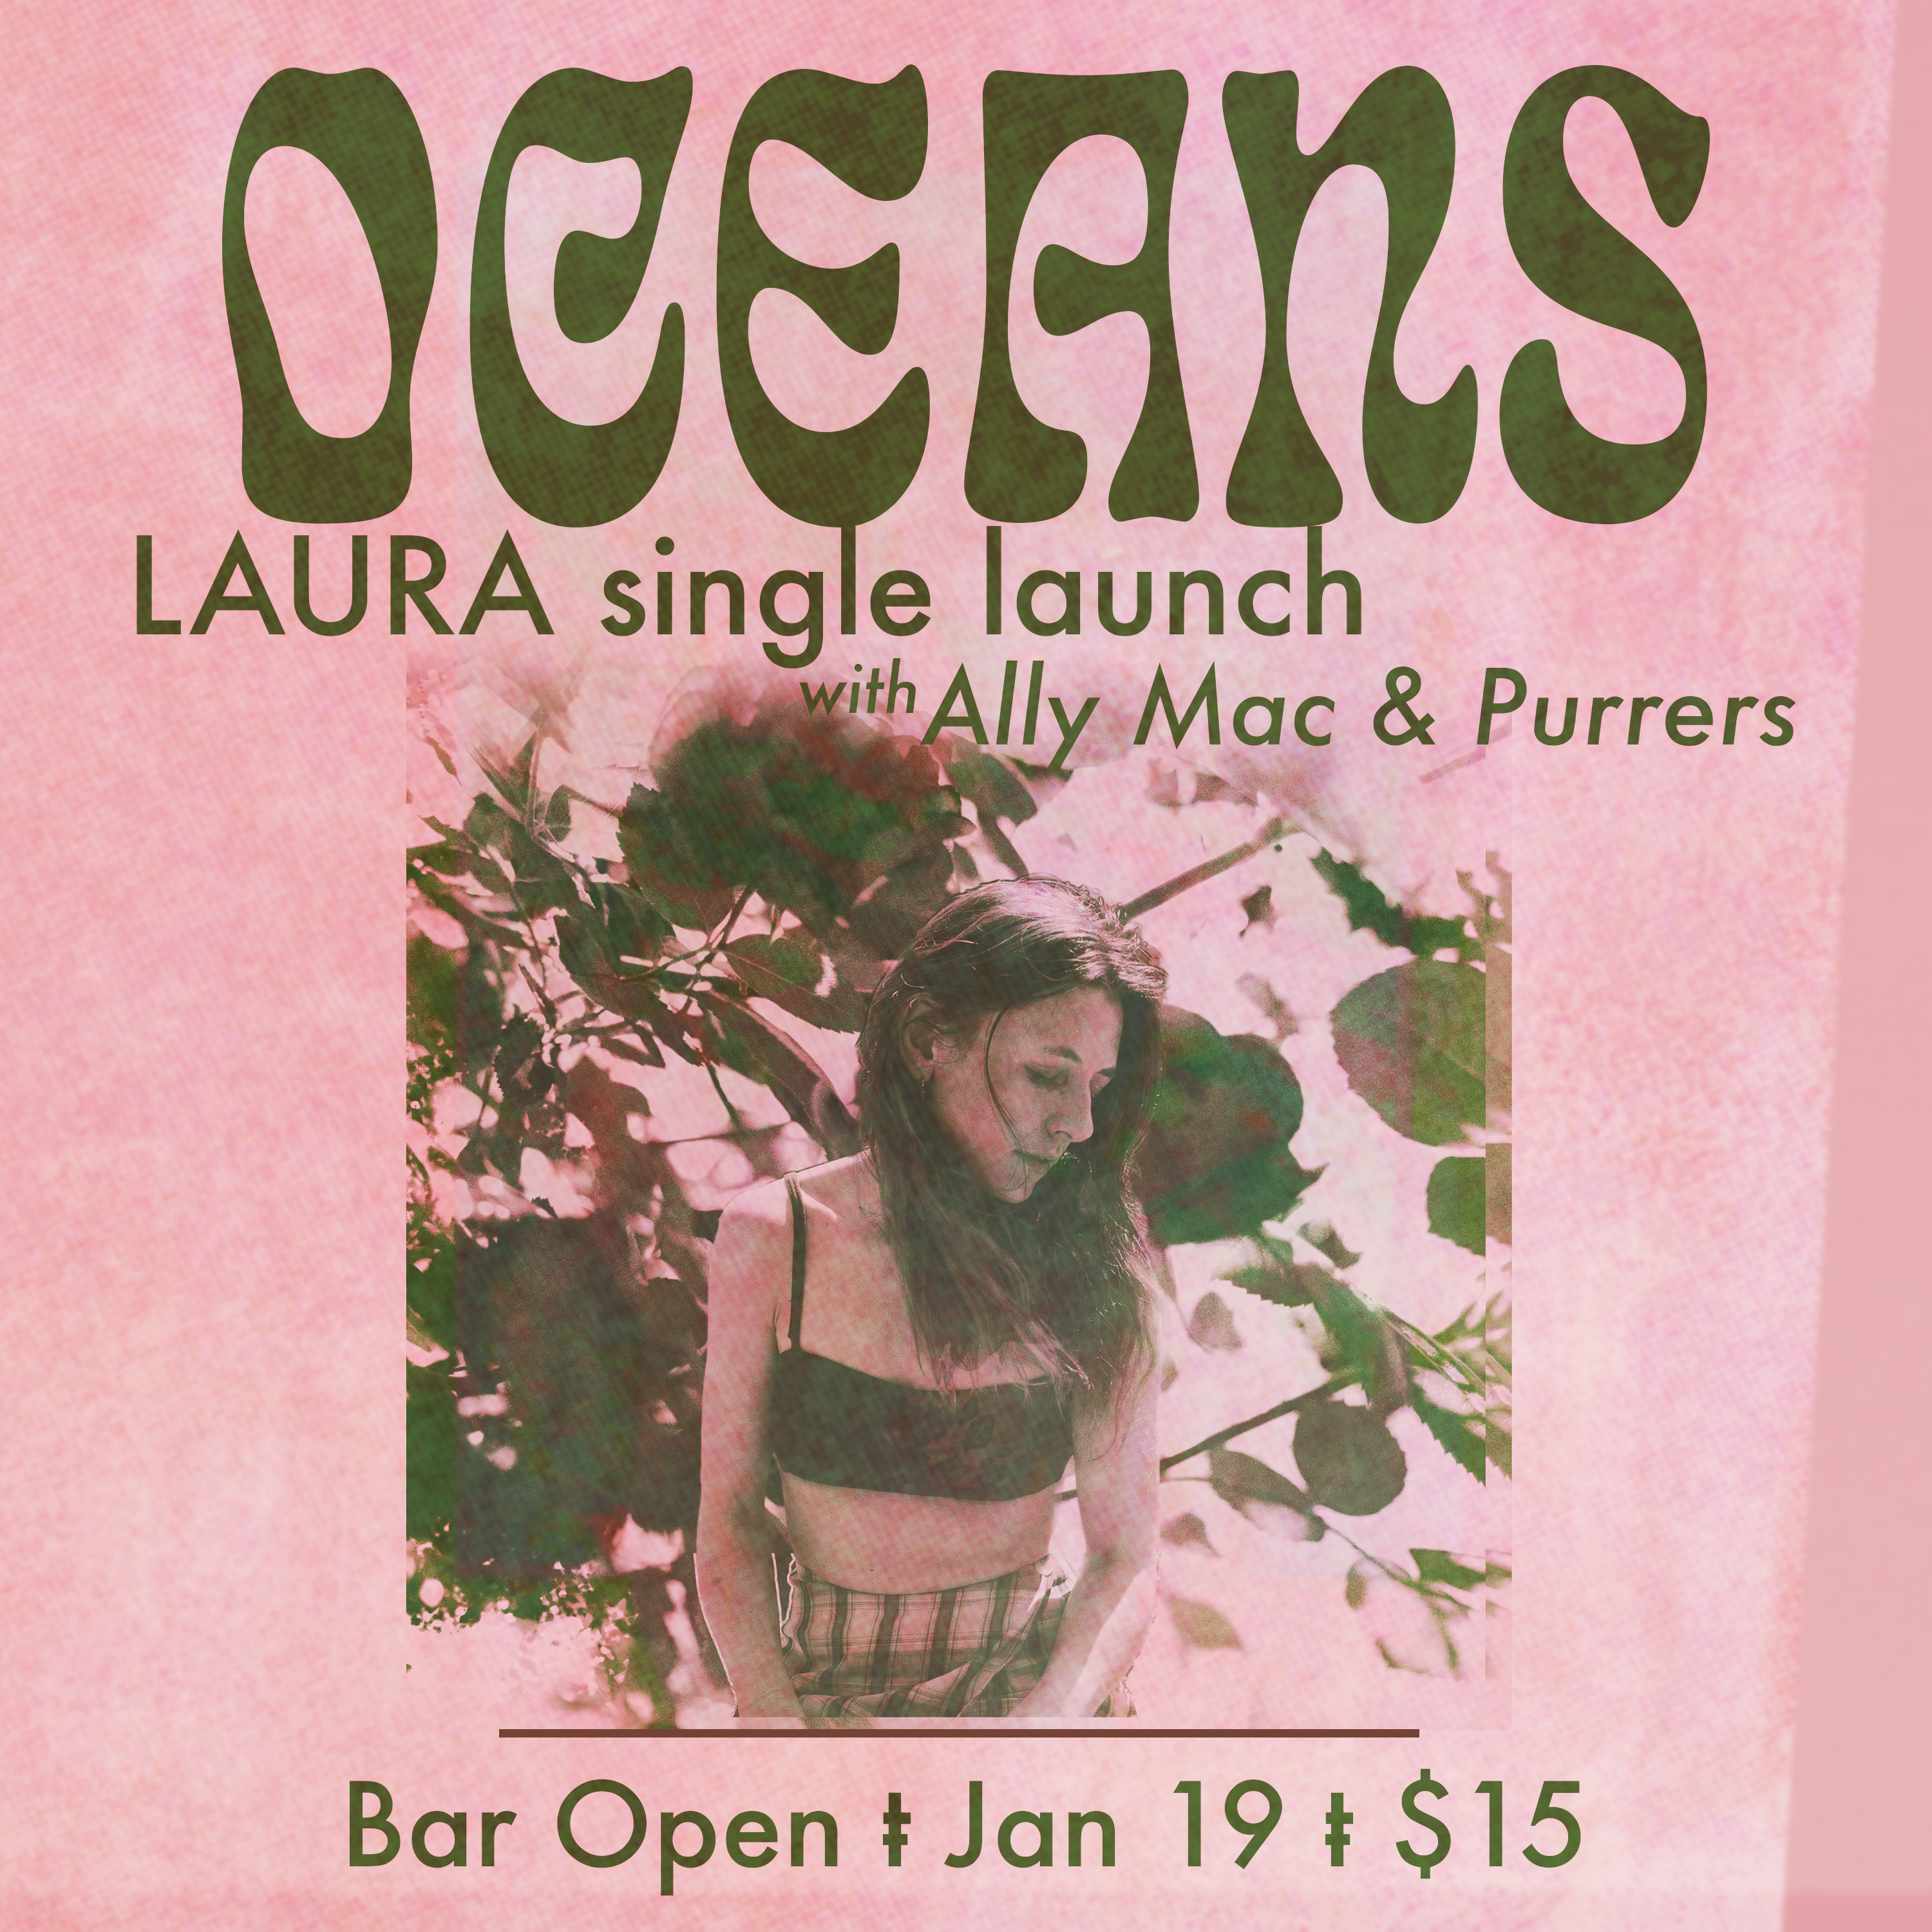 OCEANS
LAURA single launch
with Ally Mac & Purrers
Bar Open ‡ Jan 19 ‡ $15